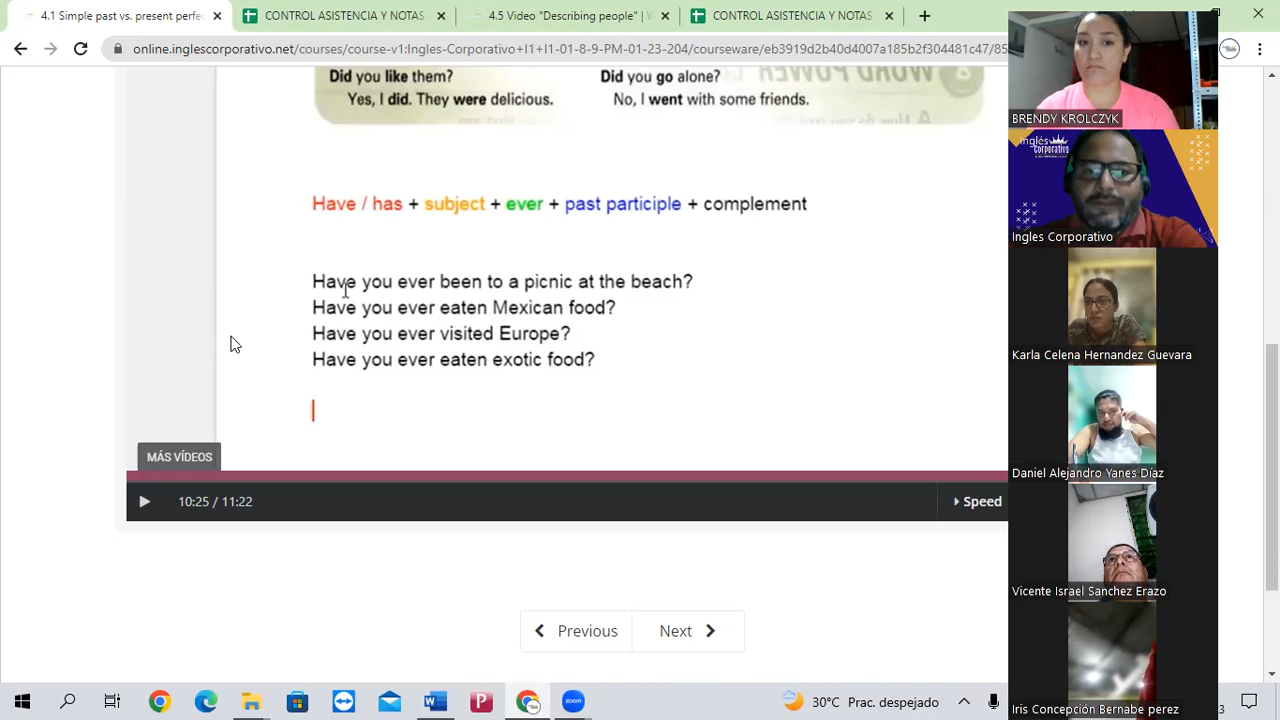 4.1 Self-Assessment
4.5 Video "Describing people"
CONTROL ASISTENCIA Y NOTAS
CONTROL ASISTENCIA Y NOTAS
online.inglescorporativo.net/courses/course-v1:Ingles-Corporativo+I1+I1-01-8-9-PM-01-23-204/courseware/eb3919d2b40d4007a185b2f304481c47/85
Did you like them?
Did you go alone?
Yes, I did. They were delicious.
No, I went with some friends.
Have / has + subject + ever + past participle + complement
Have you ever been to a picnic at the beach?
Have you ever eaten Mexican food?
Have you ever visited Europe?
Have you ever eaten exotic food?
MÁS VÍDEOS
10:25 / 11:22
Speed
Previous
Next
30°C Prac. despejado
BRENDY KROLCZYK
Inglés
corporativo
Ingles Corporativo
Karla Celena Hernandez Guevara
Daniel Alejandro Yanes Díaz
Vicente Israel Sanchez Erazo
Iris Concepción Bernabe perez